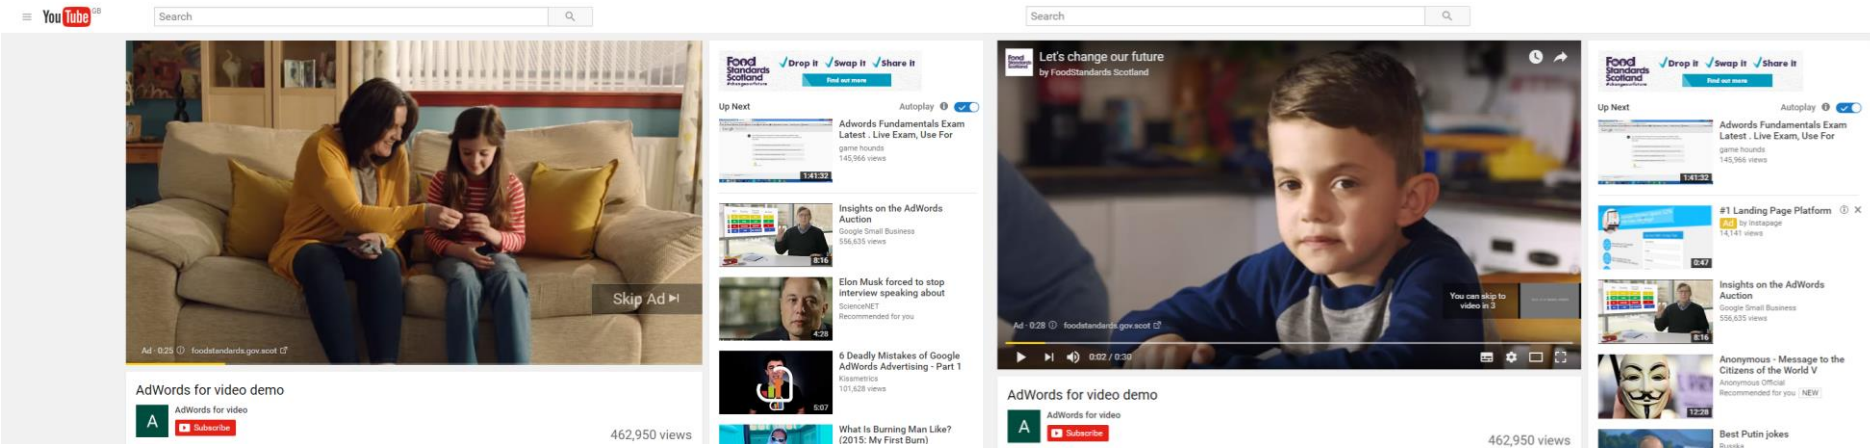 YouTube GB
Search
Skip Ad
Ad · 0:25 foodstandards.gov.scot
AdWords for video demo
A
AdWords for video
Subscribe
462,950 views
Food
Standards
Scotland
Drop it Swap it Share it
Find out more
Up Next
Autoplay
Adwords Fundamentals Exam
Latest . Live Exam, Use For
game hounds
145,966 views
1:41:32
Insights on the AdWords
Auction
Google Small Business
556,635 views
8:16
Elon Musk forced to stop
interview speaking about
ScienceNET
Recommended for you
4:28
6 Deadly Mistakes of Google
AdWords Advertising - Part 1
Kissmetrics
101,628 views
5:07
What Is Burning Man Like?
(2015: My First Burn)
Search
Food
Standards
Scotland
Let's change our future
by FoodStandards Scotland
You can skip to
video in 3
Ad · 0:28 foodstandards.gov.scot
0:02 / 0:30
AdWords for video demo
A
AdWords for video
Subscribe
462,950 views
Food
Standards
Scotland
Drop it Swap it Share it
Find out more
Up Next
Autoplay
Adwords Fundamentals Exam
Latest . Live Exam, Use For
game hounds
145,966 views
1:41:32
#1 Landing Page Platform
Ad by Instapage
14,141 views
0:47
Insights on the AdWords
Auction
Google Small Business
556,635 views
8:16
Anonymous - Message to the
Citizens of the World V
Anonymous Official
Recommended for you NEW
12:28
Best Putin jokes